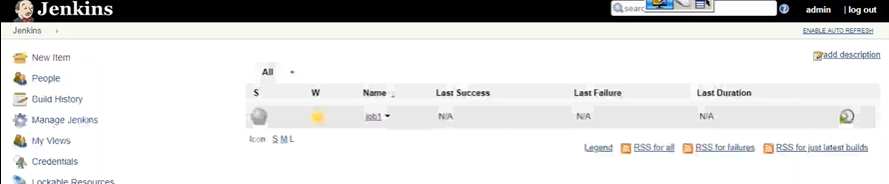 Jenkins
searc
admin
| log out
Jenkins
ENABLE AUTO REFRESH
New Item
People
Build History
Manage Jenkins
My Views
Credentials
Lockable Resources
add description
All
S W Name ↓ Last Success Last Failure Last Duration
job1 N/A N/A N/A
Icon: S M L
Legend RSS for all RSS for failures RSS for just latest builds